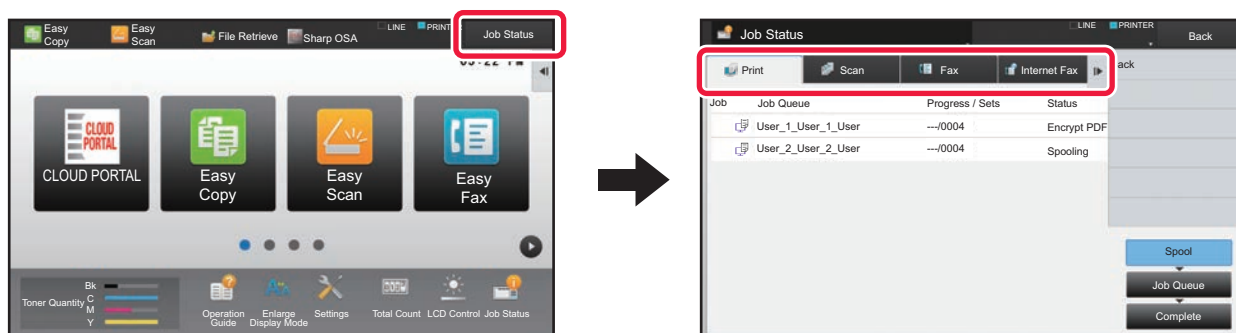 Easy Copy
Easy Scan
File Retrieve
Sharp OSA
LINE
PRINTER
Job Status
CLOUD PORTAL
CLOUD PORTAL
Easy Copy
Easy Scan
Easy Fax
Toner Quantity
Bk
C
M
Y
Operation Guide
Enlarge Display Mode
Settings
Total Count
LCD Control
Job Status
Job Status
LINE
PRINTER
Back
Print
Scan
Fax
Internet Fax
ack
Job
Job Queue
Progress / Sets
Status
User_1_User_1_User
---/0004
Encrypt PDF
User_2_User_2_User
---/0004
Spooling
Spool
Job Queue
Complete